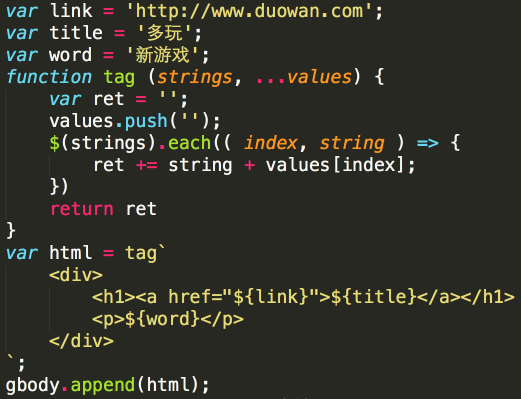 var link = 'http://www.duowan.com';
var title = '多玩';
var word = '新游戏';
function tag (strings, ...values) {
    var ret = '';
    values.push('');
    $(strings).each(( index, string ) => {
        ret += string + values[index];
    })
    return ret
}
var html = tag`
    <div>
        <h1><a href="${link}">${title}</a></h1>
        <p>${word}</p>
    </div>
`;
gbody.append(html);